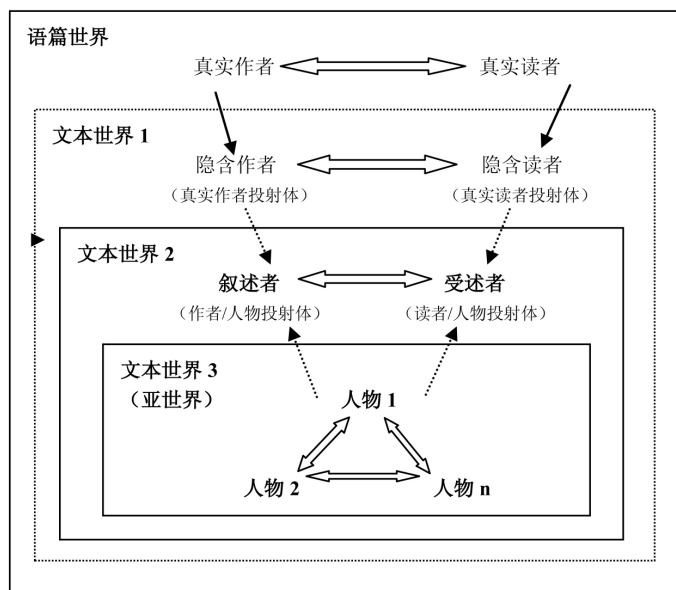 语篇世界
真实作者 真实读者
文本世界 1
隐含作者 隐含读者
（真实作者投射体） （真实读者投射体）
文本世界 2
叙述者 受述者
（作者/人物投射体） （读者/人物投射体）
文本世界 3
（亚世界）
人物 1
人物 2 人物 n